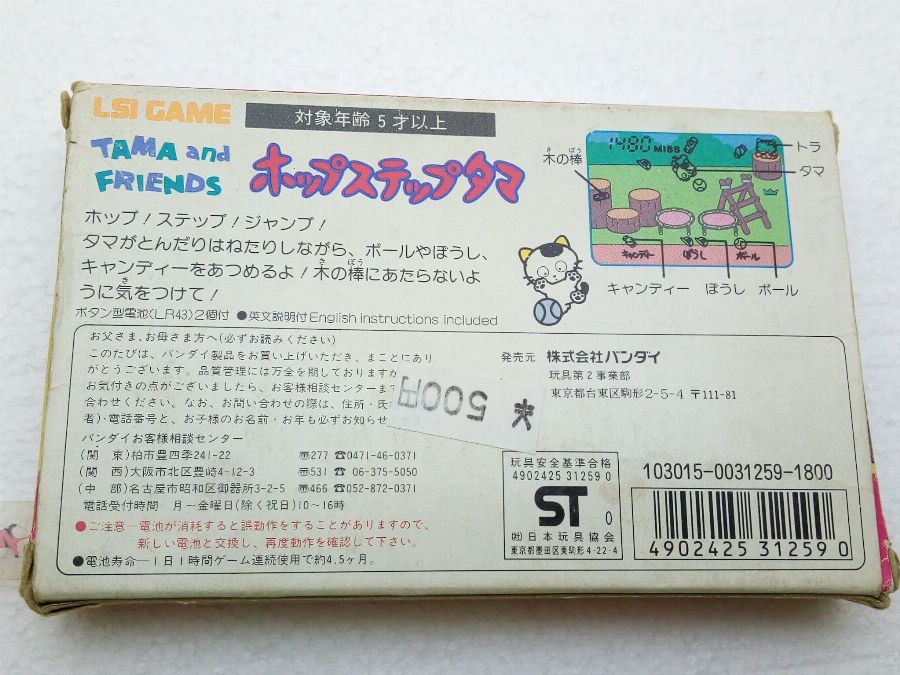 LSI GAME
対象年齢5才以上
TAMA and
FRIENDS
ホップステップタマ
ホップ!ステップ!ジャンプ!
タマがとんだりはねたりしながら、ボールやぼうし、
キャンディーをあつめるよ!木の棒にあたらないよ
うに気をつけて!
ボタン型電池(LR43)2個付 ●英文説明付English instructions included
1480 MISS
木の棒
トラ
タマ
キャンディー ぼうし ボール
キャンディー ぼうし ボール
お父さま、お母さま方へ(必ずお読みください)
このたびは、バンダイ製品をお買い上げいただき、まことにあり
がとうございます。品質管理には万全を期しておりますが
お気付きの点がございましたら、お客様相談センターま
合わせください。なお、お問い合わせの際は、住所・氏
者)・電話番号と、お子様のお名前・お年も必ずお知らせ
500円
バンダイお客様相談センター
(関 東)柏市豊四季241-22 〠277 ☎0471-46-0371
(関 西)大阪市北区豊崎4-12-3 〠531 ☎06-375-5050
(中 部)名古屋市昭和区御器所3-2-5 〠466 ☎052-872-0371
電話受付時間 月~金曜日(除く祝日)10~16時
●ご注意―電池が消耗すると誤動作をすることがありますので、
新しい電池と交換し、再度動作を確認して下さい。
●電池寿命―1日1時間ゲーム連続使用で約4.5ヶ月。
発売元 株式会社バンダイ
玩具第2事業部
東京都台東区駒形2-5-4 〒111-81
玩具安全基準合格
4902425 31259 0
ST 0
㈳日本玩具協会
東京都墨田区東駒形4-22-4
103015-0031259-1800
4902425 312590